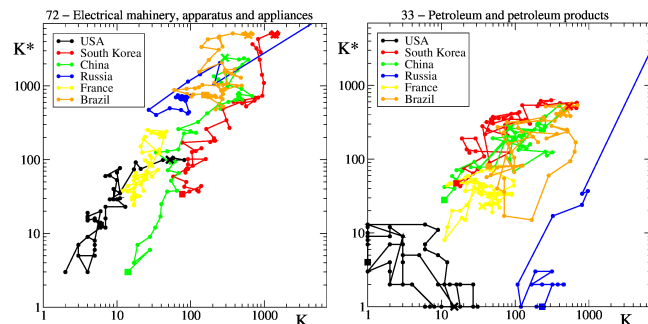 72 – Electrical mahinery, apparatus and appliances
K*
5000
1000
100
10
1
USA
South Korea
China
Russia
France
Brazil
1
10
100
1000
K
33 – Petroleum and petroleum products
K*
5000
1000
100
10
1
USA
South Korea
China
Russia
France
Brazil
1
10
100
1000
K